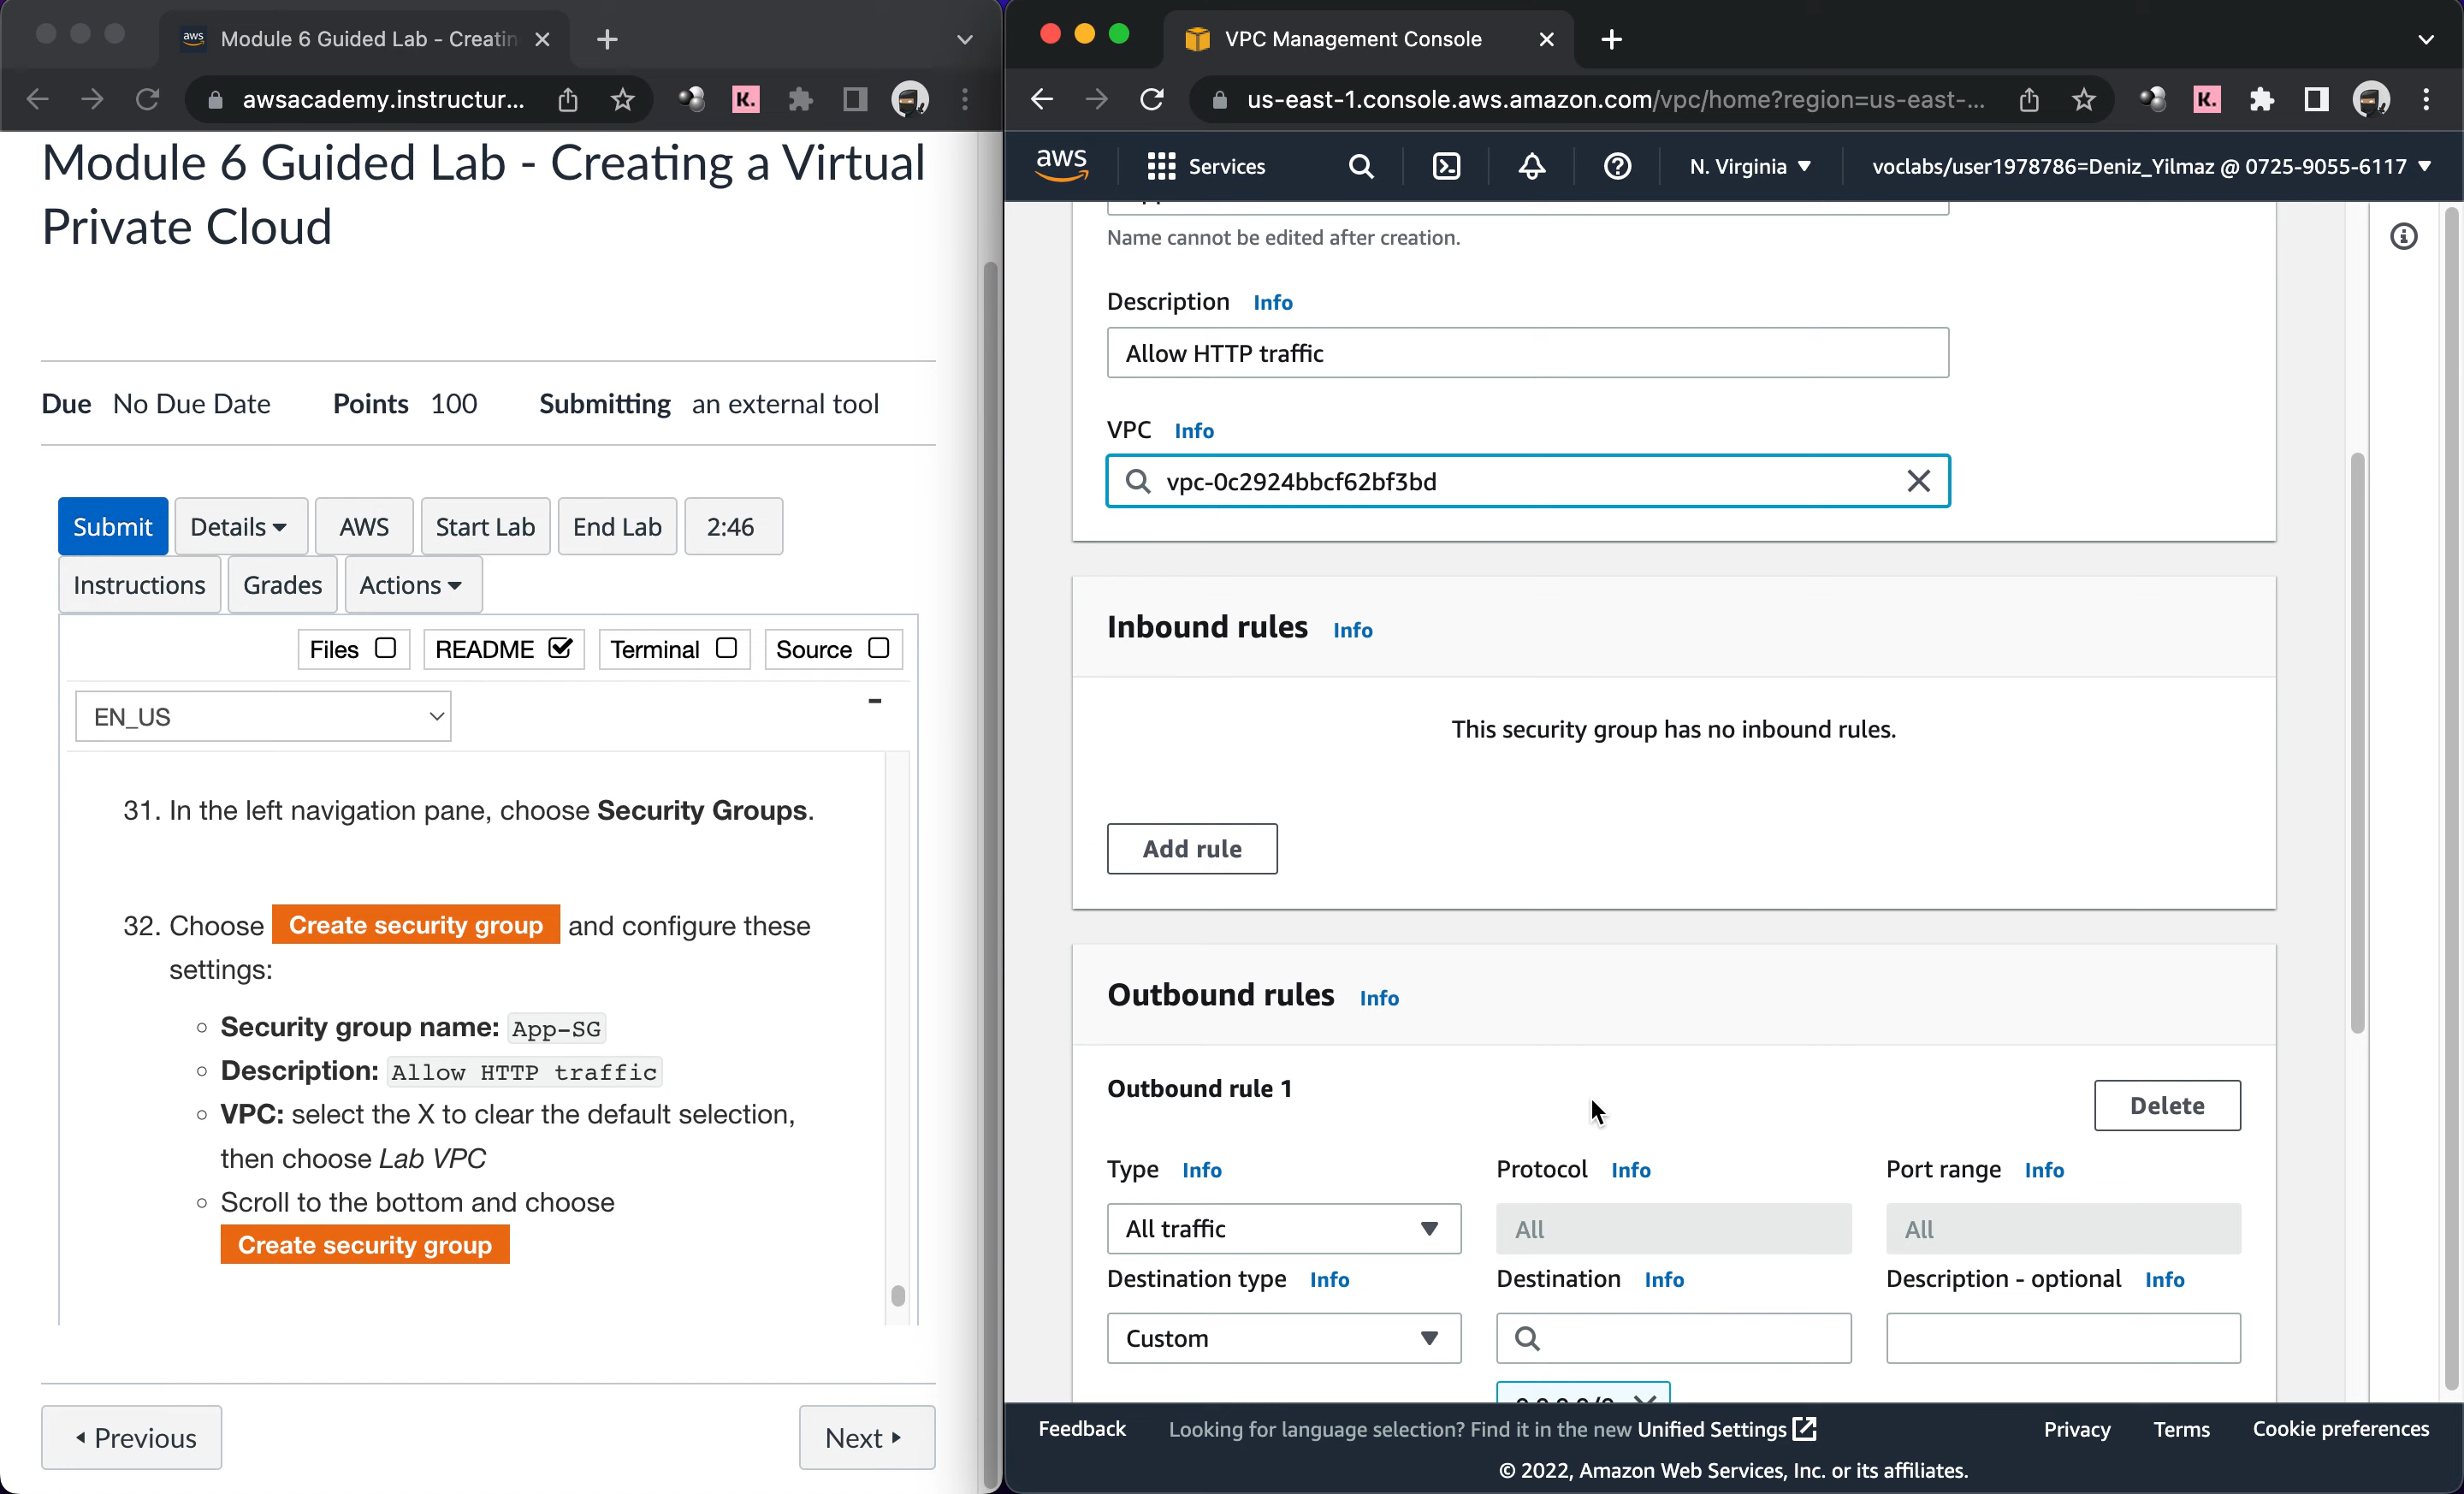 aws Module 6 Guided Lab - Creatin
awsacademy.instructur...
K.
Module 6 Guided Lab - Creating a Virtual
Private Cloud
Due No Due Date Points 100 Submitting an external tool
Submit Details AWS Start Lab End Lab 2:46
Instructions Grades Actions
Files README Terminal Source
EN_US
31. In the left navigation pane, choose Security Groups.
32. Choose Create security group and configure these
settings:
Security group name: App-SG
Description: Allow HTTP traffic
VPC: select the X to clear the default selection,
then choose Lab VPC
Scroll to the bottom and choose
Create security group
Previous Next
VPC Management Console
us-east-1.console.aws.amazon.com/vpc/home?region=us-east-...
K.
aws Services N. Virginia voclabs/user1978786=Deniz_Yilmaz @ 0725-9055-6117
Name cannot be edited after creation.
Description Info
Allow HTTP traffic
VPC Info
vpc-0c2924bbcf62bf3bd
Inbound rules Info
This security group has no inbound rules.
Add rule
Outbound rules Info
Outbound rule 1
Delete
Type Info Protocol Info Port range Info
All traffic All All
Destination type Info Destination Info Description - optional Info
Custom
Feedback Looking for language selection? Find it in the new Unified Settings Privacy Terms Cookie preferences
© 2022, Amazon Web Services, Inc. or its affiliates.